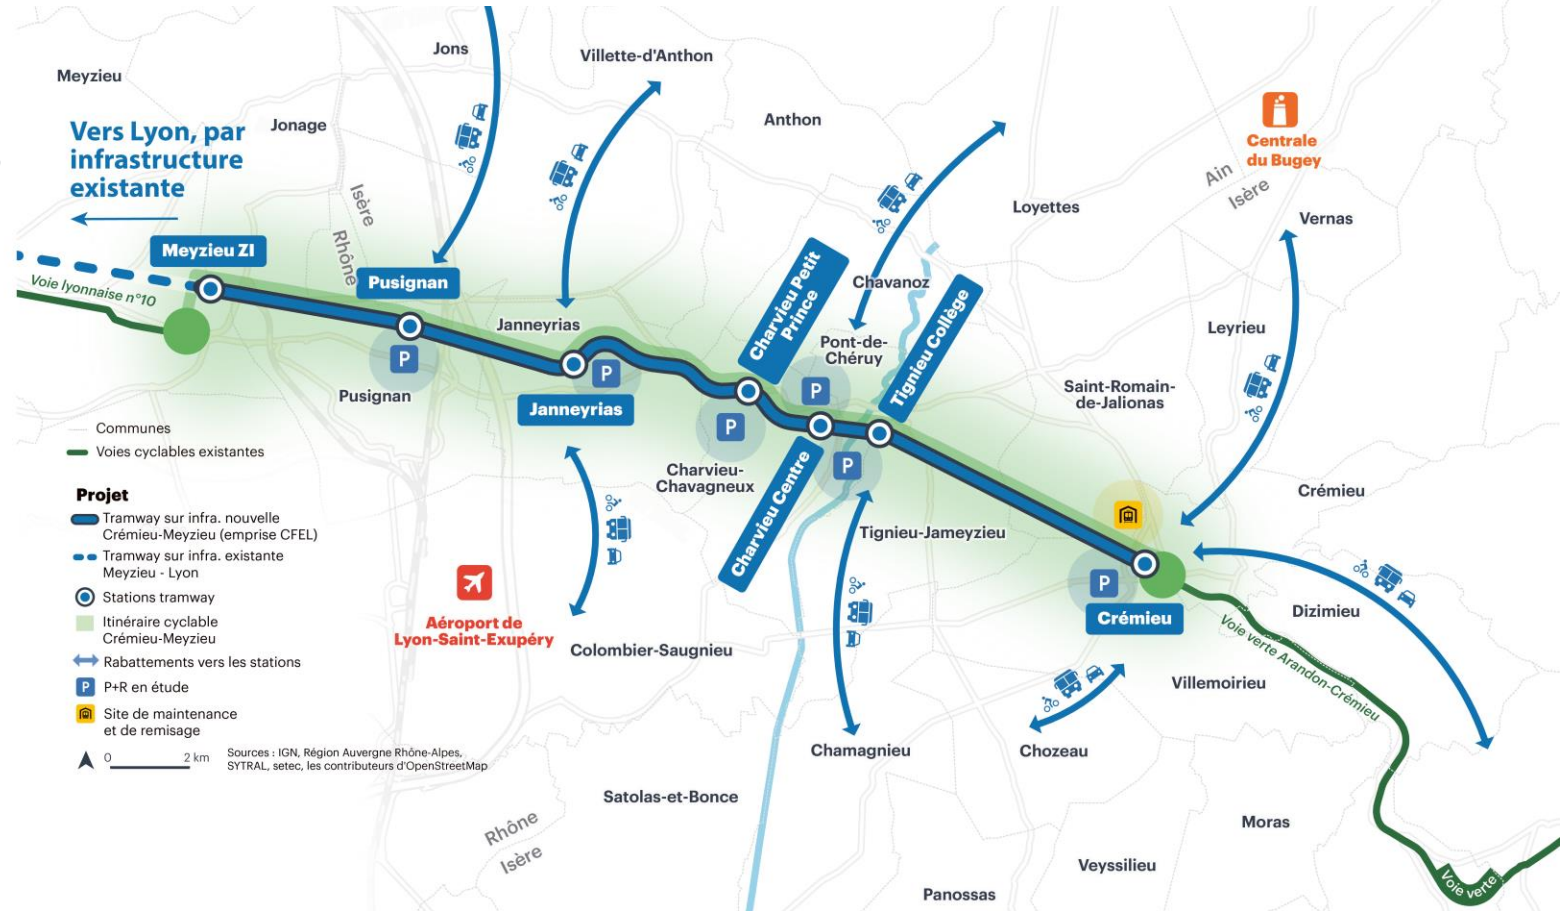 Jons
Villette-d'Anthon
Meyzieu
Anthon
Jonage
Vers Lyon, par
infrastructure
existante
Centrale
du Bugey
Ain
Isère
Isère
Rhône
Loyettes
Vernas
Meyzieu ZI
Pusignan
Voie lyonnaise n°10
Charvieu Petit
Prince
Chavanoz
Tignieu Collège
Janneyrias
Pont-de-
Chéruy
Leyrieu
Pusignan
P
P
P
P
P
P
Janneyrias
Saint-Romain-
de-Jalionas
Charvieu-
Chavagneux
Charvieu Centre
Tignieu-Jameyzieu
Crémieu
Crémieu
Dizimieu
Voie verte Arandon-Crémieu
Villemoirieu
Aéroport de
Lyon-Saint-Exupéry
Colombier-Saugnieu
Chamagnieu
Chozeau
Satolas-et-Bonce
Rhône
Isère
Moras
Veyssilieu
Panossas
Voie verte
Communes
Voies cyclables existantes
Projet
Tramway sur infra. nouvelle
Crémieu-Meyzieu (emprise CFEL)
Tramway sur infra. existante
Meyzieu - Lyon
Stations tramway
Itinéraire cyclable
Crémieu-Meyzieu
Rabattements vers les stations
P P+R en étude
Site de maintenance
et de remisage
0 2 km
Sources : IGN, Région Auvergne Rhône-Alpes,
SYTRAL, setec, les contributeurs d'OpenStreetMap